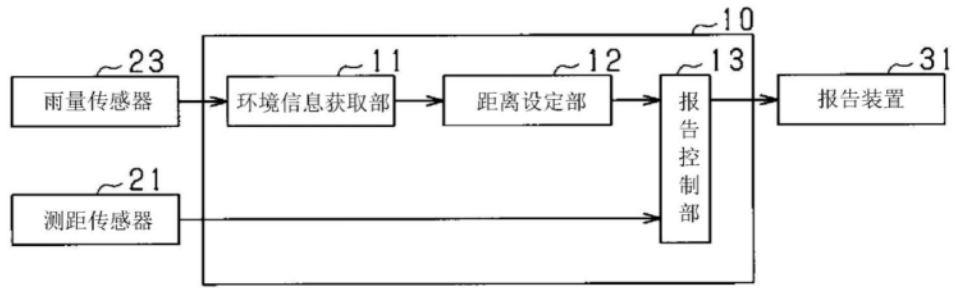 10
23
11
12
13
31
雨量传感器
环境信息获取部
距离设定部
报告控制部
报告装置
21
测距传感器